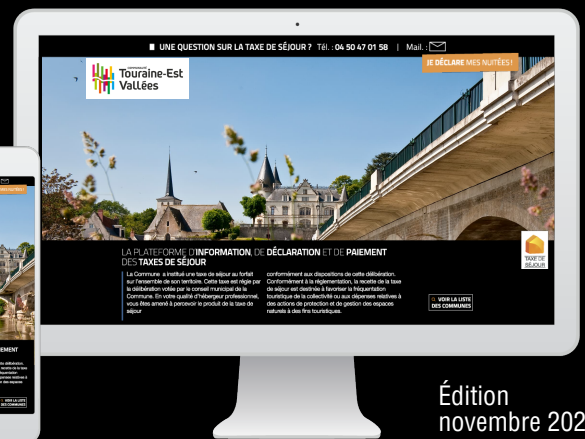 UNE QUESTION SUR LA TAXE DE SÉJOUR ? Tél. : 04 50 47 01 58 | Mail. :
JE DÉCLARE MES NUITÉES !
Touraine-Est
Vallées
LA PLATEFORME D'INFORMATION, DE DÉCLARATION ET DE PAIEMENT
DES TAXES DE SÉJOUR
La Commune a institué une taxe de séjour au forfait
sur l'ensemble de son territoire. Cette taxe est régie par
la délibération votée par le conseil municipal de la
Commune. En votre qualité d'hébergeur professionnel,
vous êtes amené à percevoir le produit de la taxe de
séjour
conformément aux dispositions de cette délibération.
Conformément à la réglementation, la recette de la taxe
de séjour est destinée à favoriser la fréquentation
touristique de la collectivité ou aux dépenses relatives à
des actions de protection et de gestion des espaces
naturels à des fins touristiques.
TAXE DE
SÉJOUR
VOIR LA LISTE
DES COMMUNES
Édition
novembre 202